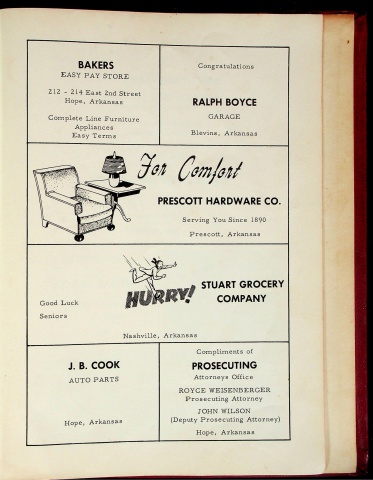 BAKERS
EASY PAY STORE
212 - 214 East 2nd Street
Hope, Arkansas
Complete Line Furniture
Appliances
Easy Terms
Congratulations
RALPH BOYCE
GARAGE
Blevins, Arkansas
For Comfort
PRESCOTT HARDWARE CO.
Serving You Since 1890
Prescott, Arkansas
HURRY!
STUART GROCERY
COMPANY
Good Luck
Seniors
Nashville, Arkansas
J. B. COOK
AUTO PARTS
Hope, Arkansas
Compliments of
PROSECUTING
Attorneys Office
ROYCE WEISENBERGER
Prosecuting Attorney
JOHN WILSON
(Deputy Prosecuting Attorney)
Hope, Arkansas